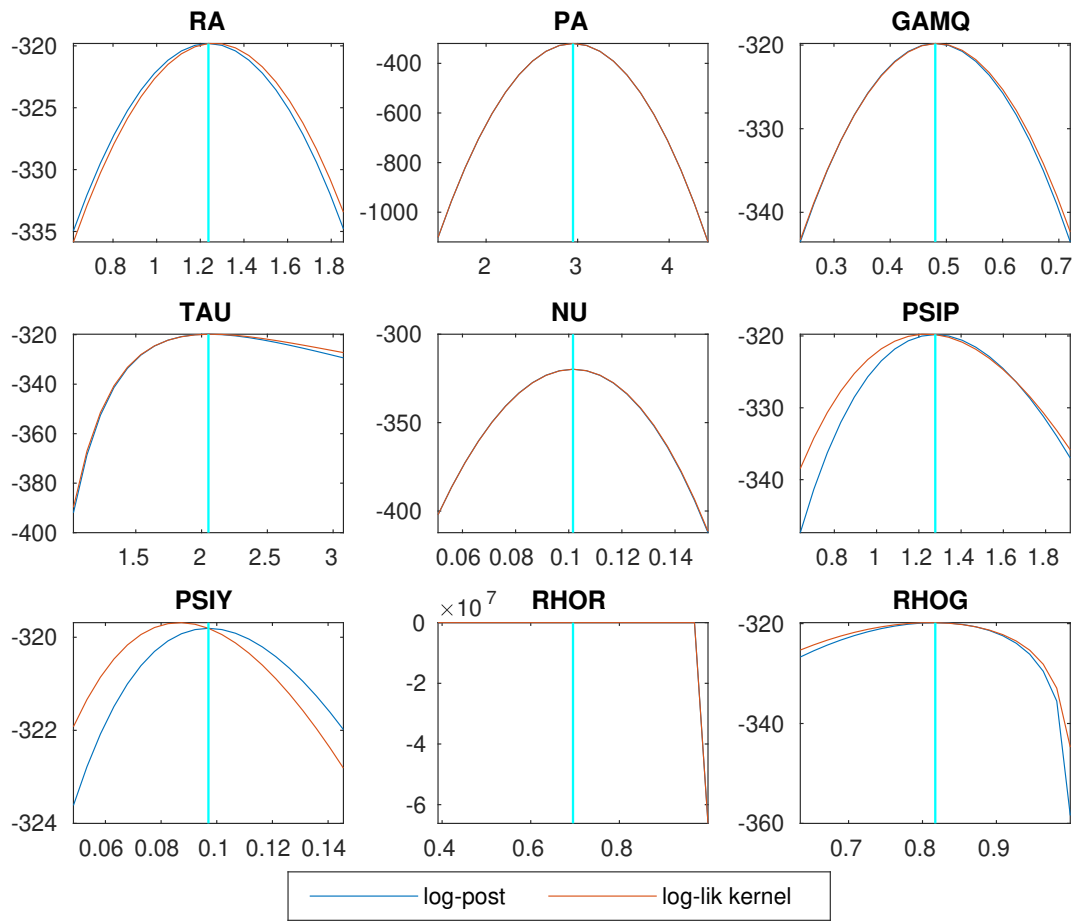 RA
PA
GAMQ
-320
-325
-330
-335
0.8 1 1.2 1.4 1.6 1.8
-400
-600
-800
-1000
2 3 4
-320
-330
-340
0.3 0.4 0.5 0.6 0.7
TAU
NU
PSIP
-320
-340
-360
-380
-400
1.5 2 2.5 3
-300
-350
-400
0.06 0.08 0.1 0.12 0.14
-320
-330
-340
0.8 1 1.2 1.4 1.6 1.8
PSIY
RHOR
RHOG
-320
-322
-324
0.06 0.08 0.1 0.12 0.14
×10^7
0
-2
-4
-6
0.4 0.6 0.8
-320
-340
-360
0.7 0.8 0.9
log-post
log-lik kernel